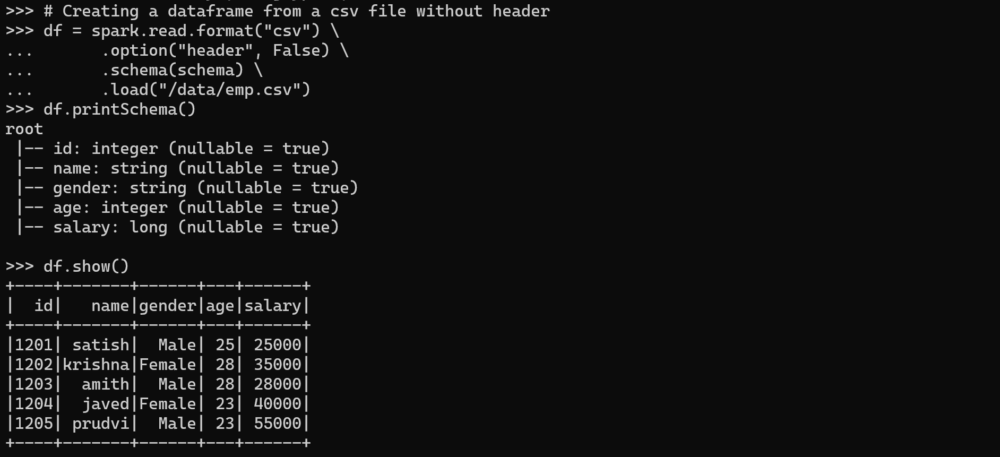 >>> # Creating a dataframe from a csv file without header
>>> df = spark.read.format("csv") \
...       .option("header", False) \
...       .schema(schema) \
...       .load("/data/emp.csv")
>>> df.printSchema()
root
 |-- id: integer (nullable = true)
 |-- name: string (nullable = true)
 |-- gender: string (nullable = true)
 |-- age: integer (nullable = true)
 |-- salary: long (nullable = true)

>>> df.show()
+----+-------+------+---+------+
|  id|   name|gender|age|salary|
+----+-------+------+---+------+
|1201| satish|  Male| 25| 25000|
|1202|krishna|Female| 28| 35000|
|1203|  amith|  Male| 28| 28000|
|1204|  javed|Female| 23| 40000|
|1205| prudvi|  Male| 23| 55000|
+----+-------+------+---+------+